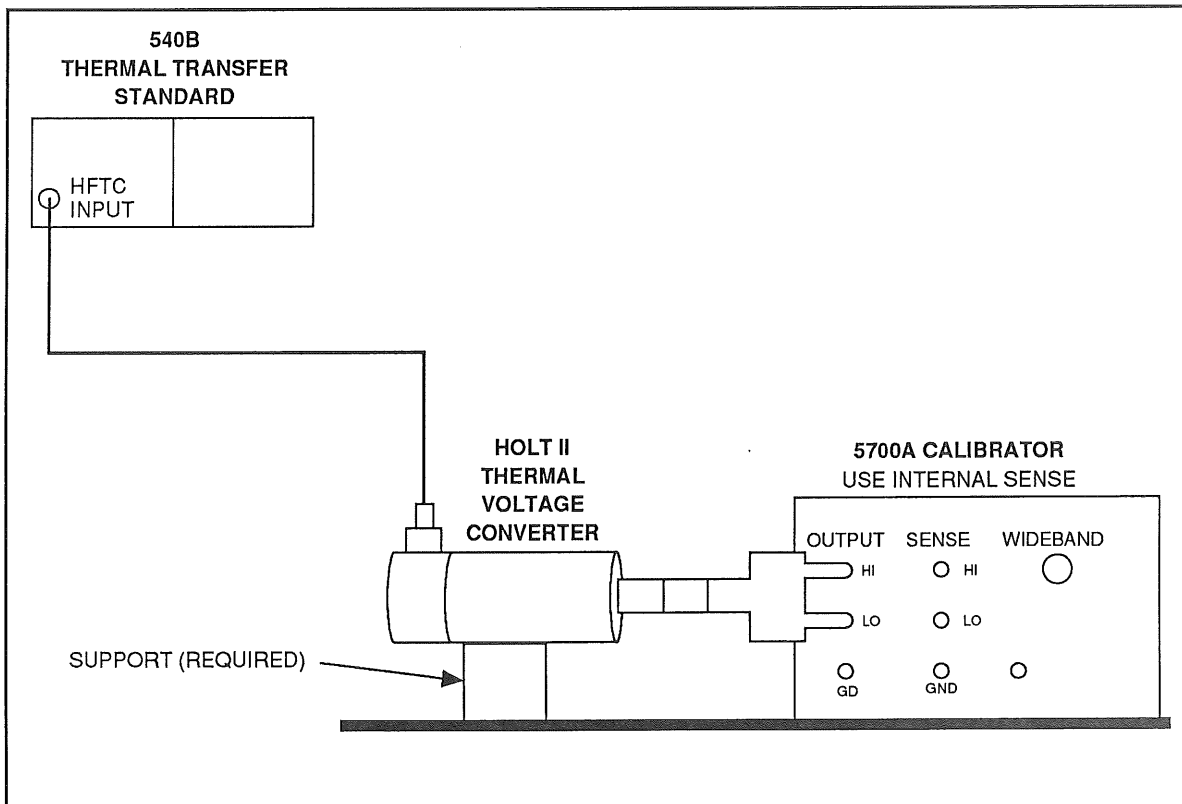 540B
THERMAL TRANSFER
STANDARD
HFTC
INPUT
HOLT II
THERMAL
VOLTAGE
CONVERTER
5700A CALIBRATOR
USE INTERNAL SENSE
OUTPUT SENSE WIDEBAND
HI HI
LO LO
SUPPORT (REQUIRED)
GD GND